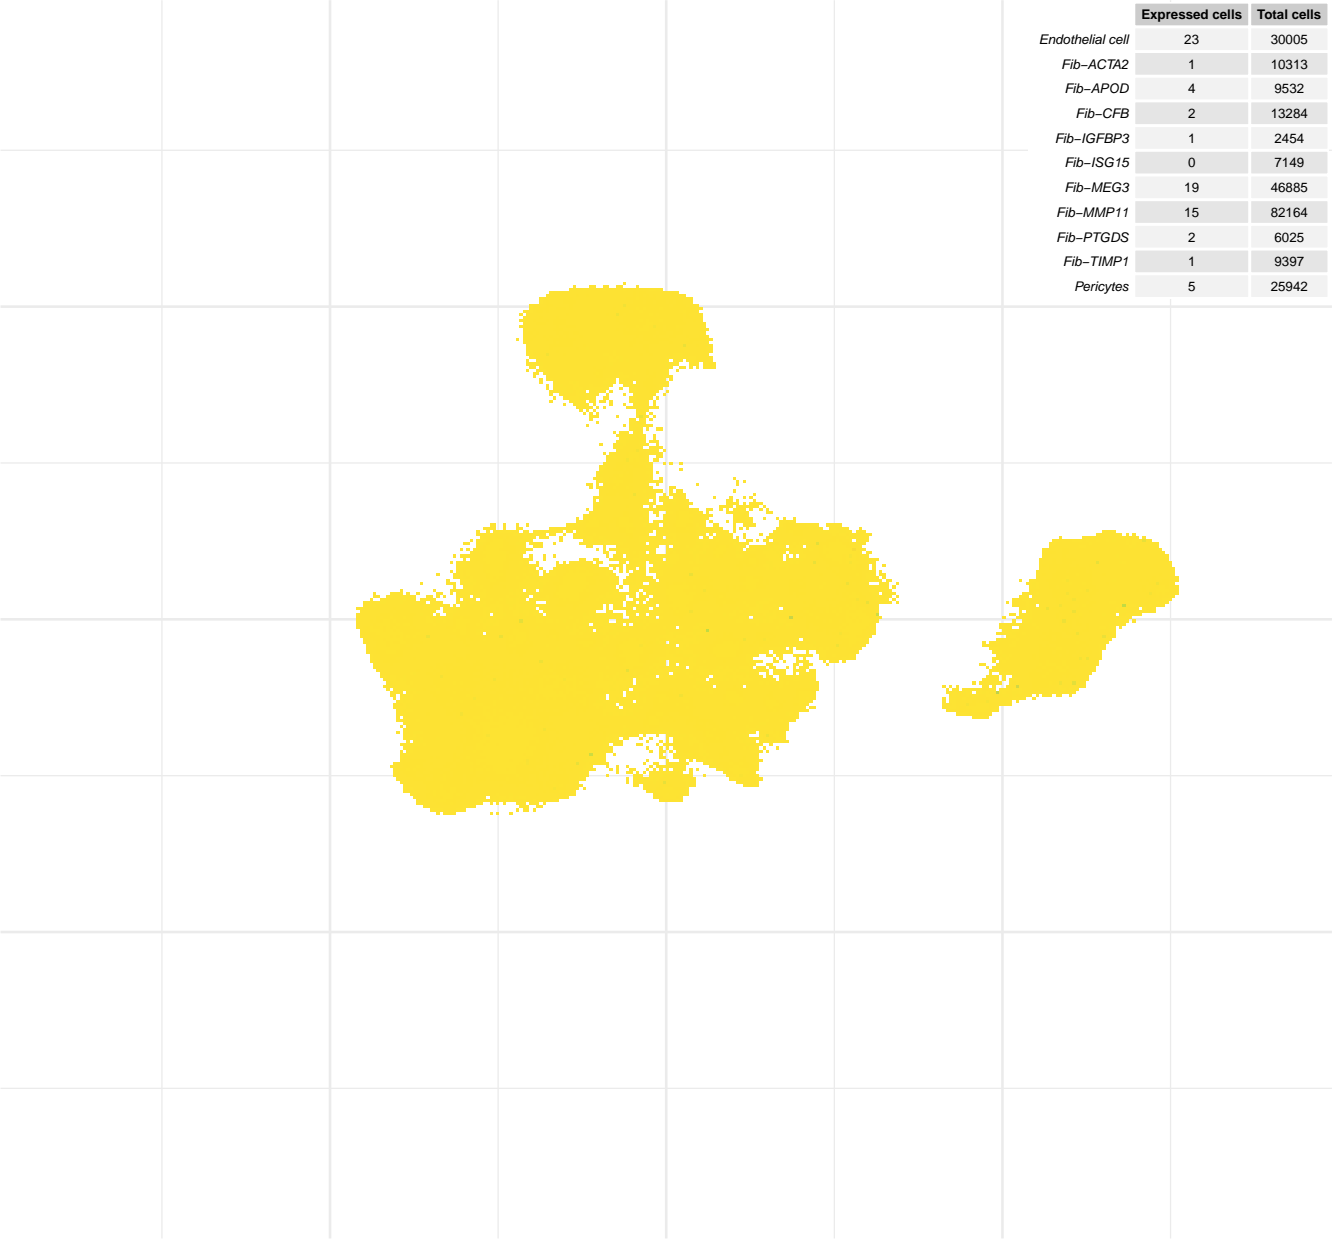 Expressed cells Total cells
Endothelial cell 23 30005
Fib−ACTA2 1 10313
Fib−APOD 4 9532
Fib−CFB 2 13284
Fib−IGFBP3 1 2454
Fib−ISG15 0 7149
Fib−MEG3 19 46885
Fib−MMP11 15 82164
Fib−PTGDS 2 6025
Fib−TIMP1 1 9397
Pericytes 5 25942